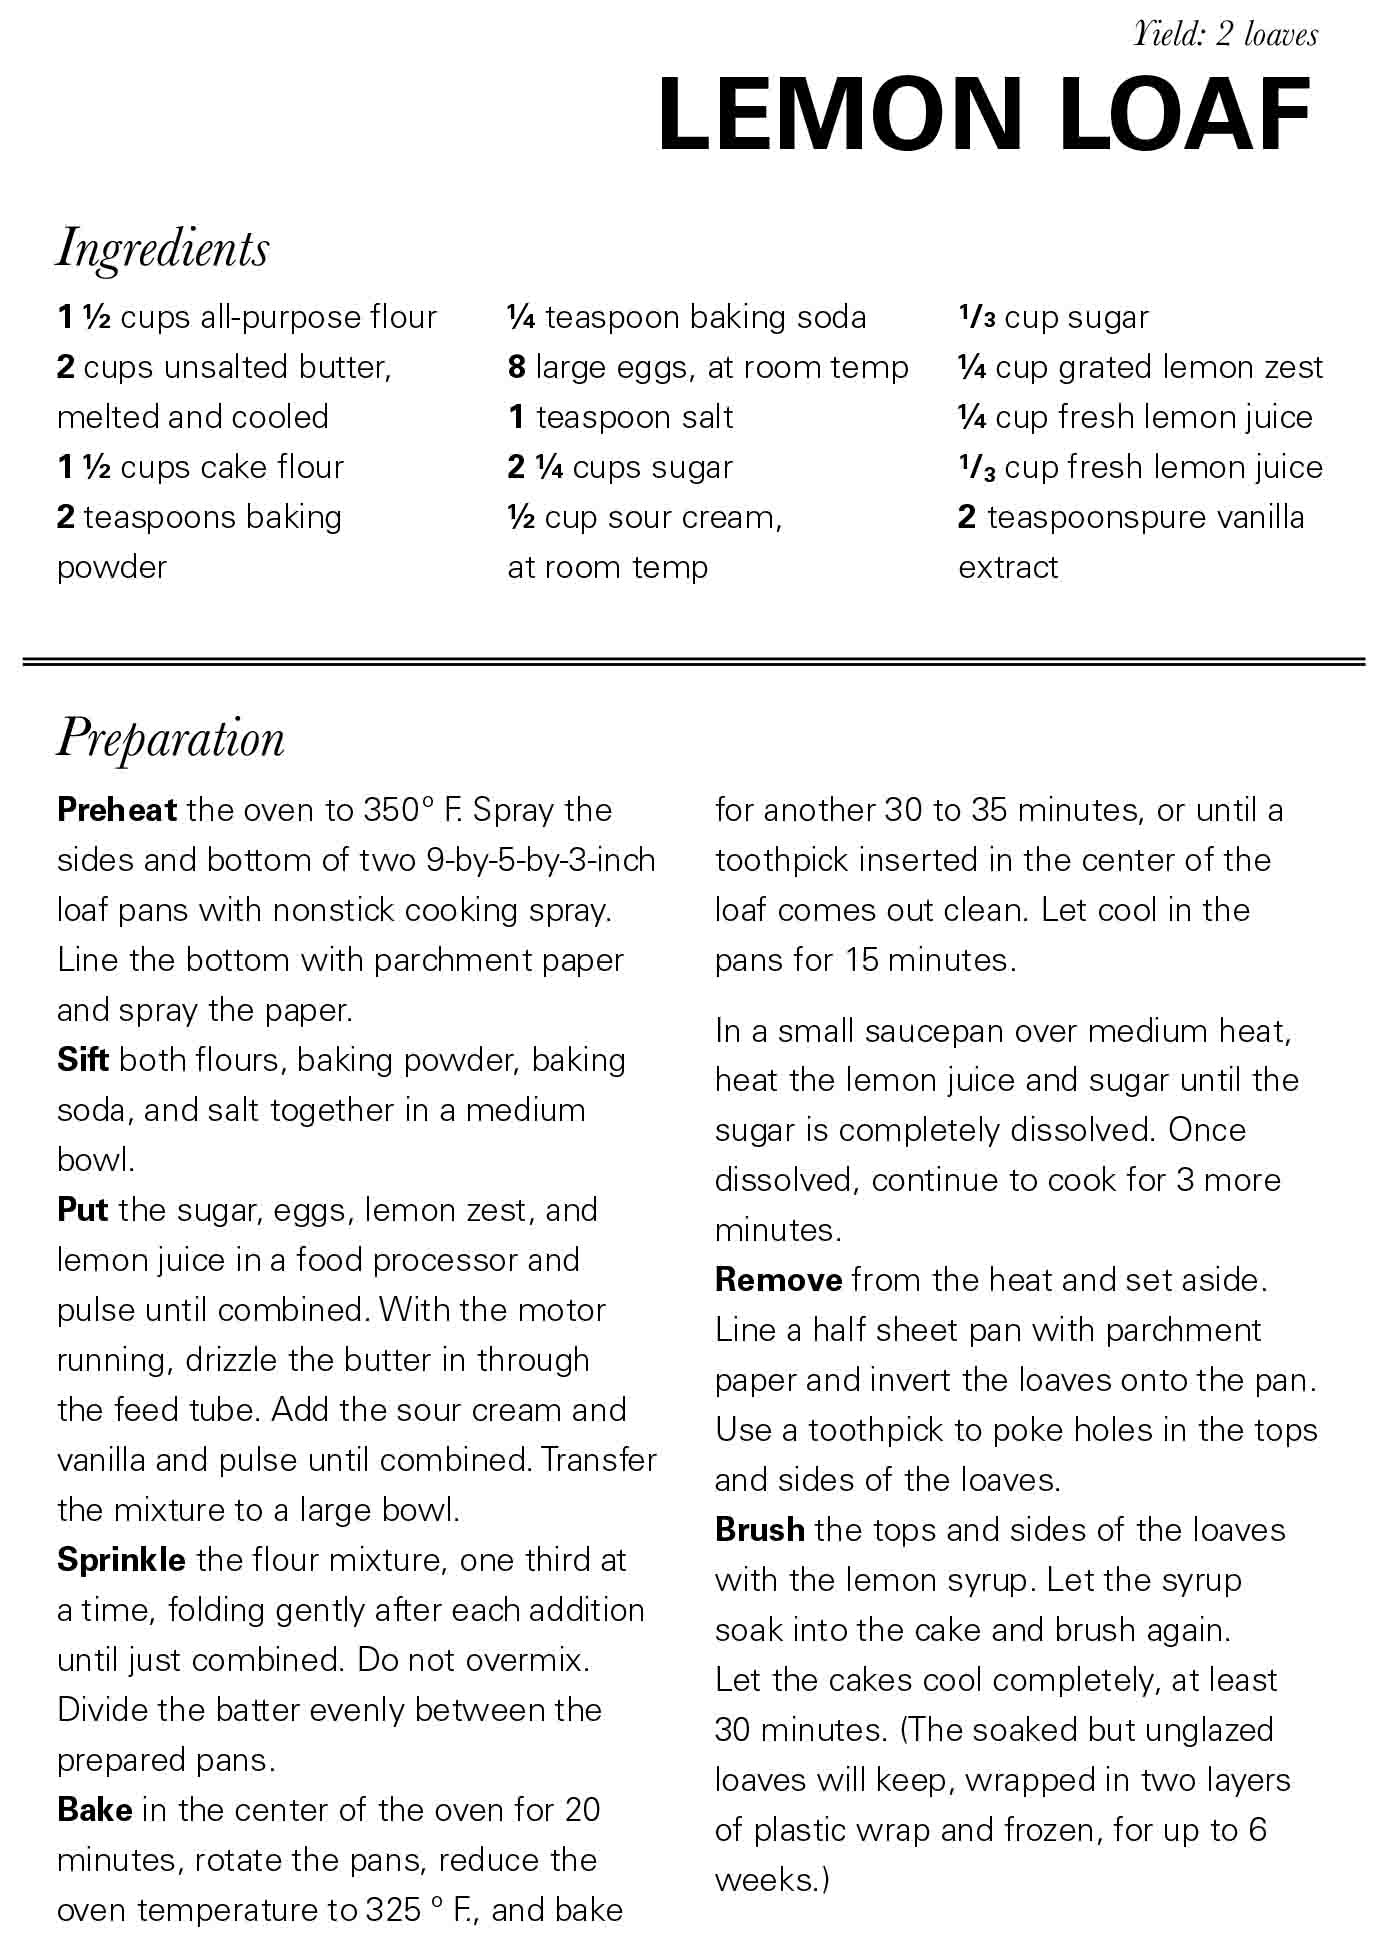 Yield: 2 loaves
LEMON LOAF
Ingredients
1 ½ cups all-purpose flour
2 cups unsalted butter,
melted and cooled
1 ½ cups cake flour
2 teaspoons baking
powder
¼ teaspoon baking soda
8 large eggs, at room temp
1 teaspoon salt
2 ¼ cups sugar
½ cup sour cream,
at room temp
1/3 cup sugar
¼ cup grated lemon zest
¼ cup fresh lemon juice
1/3 cup fresh lemon juice
2 teaspoonspure vanilla
extract
Preparation
Preheat the oven to 350º F. Spray the
sides and bottom of two 9-by-5-by-3-inch
loaf pans with nonstick cooking spray.
Line the bottom with parchment paper
and spray the paper.
Sift both flours, baking powder, baking
soda, and salt together in a medium
bowl.
Put the sugar, eggs, lemon zest, and
lemon juice in a food processor and
pulse until combined. With the motor
running, drizzle the butter in through
the feed tube. Add the sour cream and
vanilla and pulse until combined. Transfer
the mixture to a large bowl.
Sprinkle the flour mixture, one third at
a time, folding gently after each addition
until just combined. Do not overmix.
Divide the batter evenly between the
prepared pans.
Bake in the center of the oven for 20
minutes, rotate the pans, reduce the
oven temperature to 325 º F., and bake
for another 30 to 35 minutes, or until a
toothpick inserted in the center of the
loaf comes out clean. Let cool in the
pans for 15 minutes.
In a small saucepan over medium heat,
heat the lemon juice and sugar until the
sugar is completely dissolved. Once
dissolved, continue to cook for 3 more
minutes.
Remove from the heat and set aside.
Line a half sheet pan with parchment
paper and invert the loaves onto the pan.
Use a toothpick to poke holes in the tops
and sides of the loaves.
Brush the tops and sides of the loaves
with the lemon syrup. Let the syrup
soak into the cake and brush again.
Let the cakes cool completely, at least
30 minutes. (The soaked but unglazed
loaves will keep, wrapped in two layers
of plastic wrap and frozen, for up to 6
weeks.)